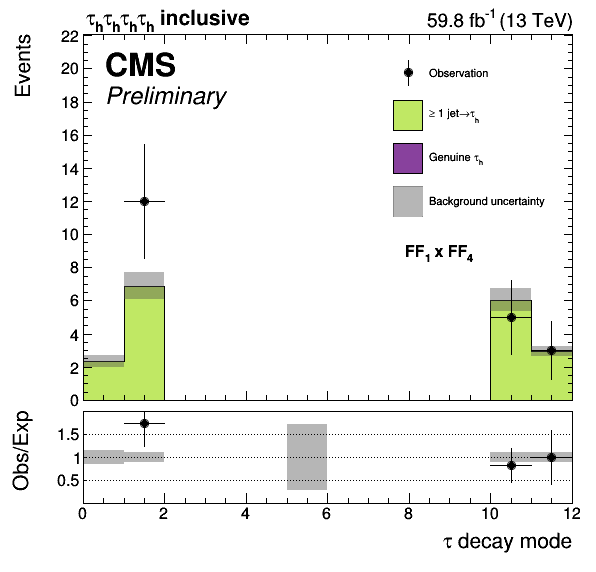 τhτhτhτh inclusive 59.8 fb-1 (13 TeV)
CMS
Preliminary
Events
22
20
18
16
14
12
10
8
6
4
2
0
Observation
≥ 1 jet→τh
Genuine τh
Background uncertainty
FF1 x FF4
Obs/Exp
1.5
1
0.5
0 2 4 6 8 10 12
τ decay mode